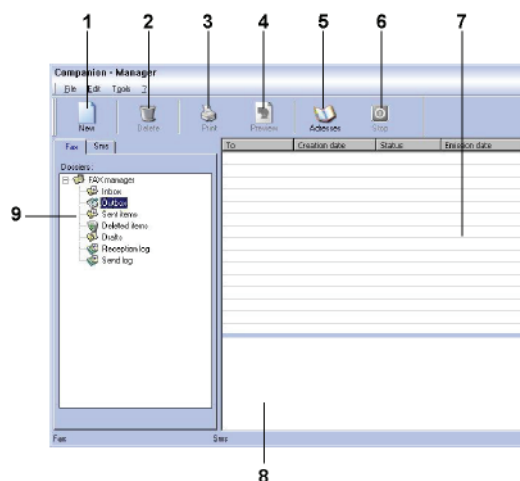 1 2 3 4 5 6 7
Companion - Manager
File Edit Tools ?
New Delete Print Preview Adresses Stop
Fax Sms
To Creation date Status Emission date
Dossiers :
FAX manager
Inbox
Outbox
9 Sent items
Deleted items
Drafts
Reception log
Send log
Fax Sms
8